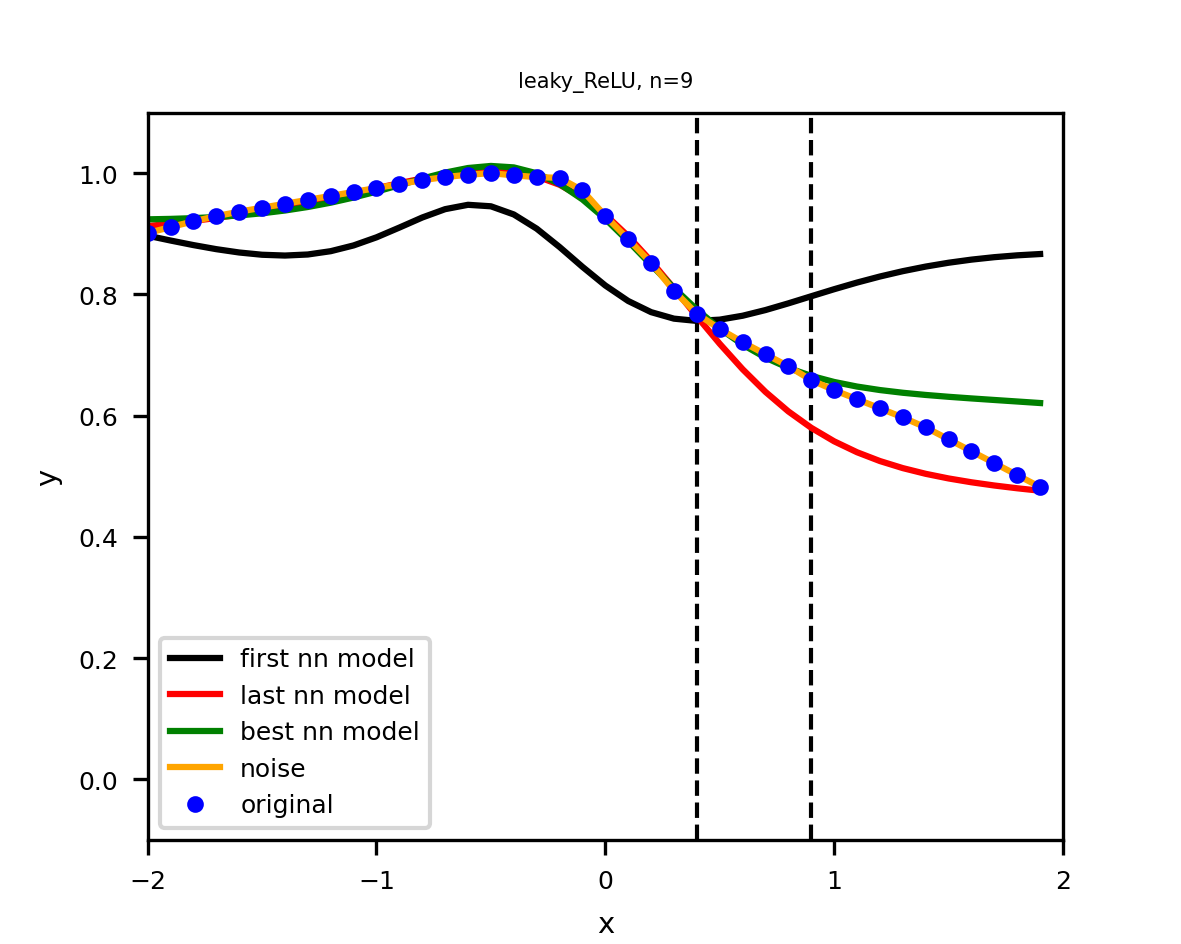 leaky_ReLU, n=9
1.0
0.8
0.6
0.4
0.2
0.0
y
first nn model
last nn model
best nn model
noise
original
−2
−1
0
1
2
x